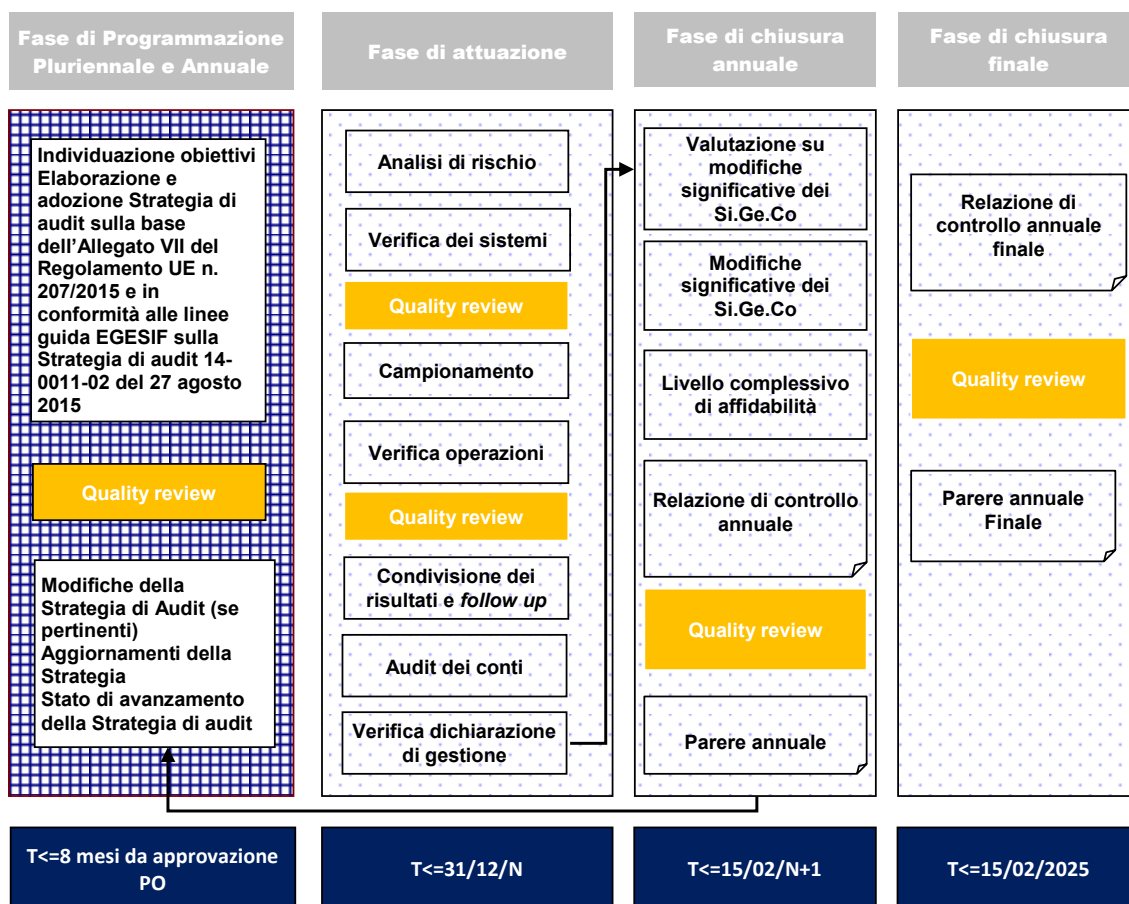 Fase di Programmazione
Pluriennale e Annuale
Individuazione obiettivi
Elaborazione e
adozione Strategia di
audit sulla base
dell'Allegato VII del
Regolamento UE n.
207/2015 e in
conformità alle linee
guida EGESIF sulla
Strategia di audit 14-
0011-02 del 27 agosto
2015
Quality review
Modifiche della
Strategia di Audit (se
pertinenti)
Aggiornamenti della
Strategia
Stato di avanzamento
della Strategia di audit
T<=8 mesi da approvazione
PO
Fase di attuazione
Analisi di rischio
Verifica dei sistemi
Quality review
Campionamento
Verifica operazioni
Quality review
Condivisione dei
risultati e follow up
Audit dei conti
Verifica dichiarazione
di gestione
T<=31/12/N
Fase di chiusura
annuale
Valutazione su
modifiche
significative dei
Si.Ge.Co
Modifiche
significative dei
Si.Ge.Co
Livello complessivo
di affidabilità
Relazione di controllo
annuale
Quality review
Parere annuale
T<=15/02/N+1
Fase di chiusura
finale
Relazione di
controllo annuale
finale
Quality review
Parere annuale
Finale
T<=15/02/2025